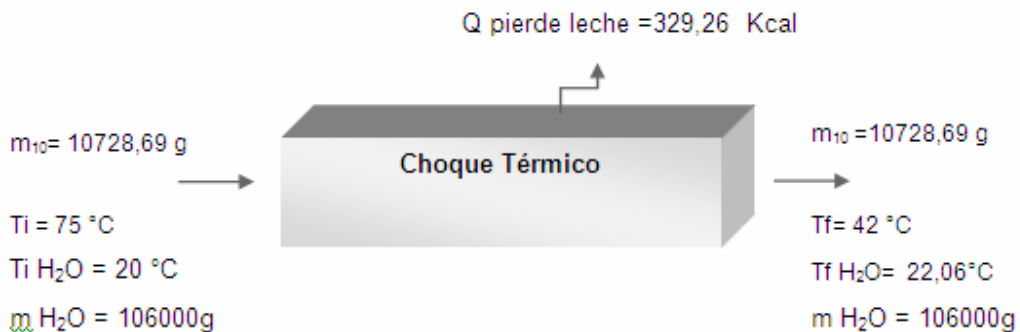 Q pierde leche =329,26 Kcal
m₁₀= 10728,69 g
m₁₀ =10728,69 g
Choque Térmico
Ti = 75 °C
Tf= 42 °C
Ti H₂O = 20 °C
Tf H₂O= 22,06°C
m H₂O = 106000g
m H₂O = 106000g